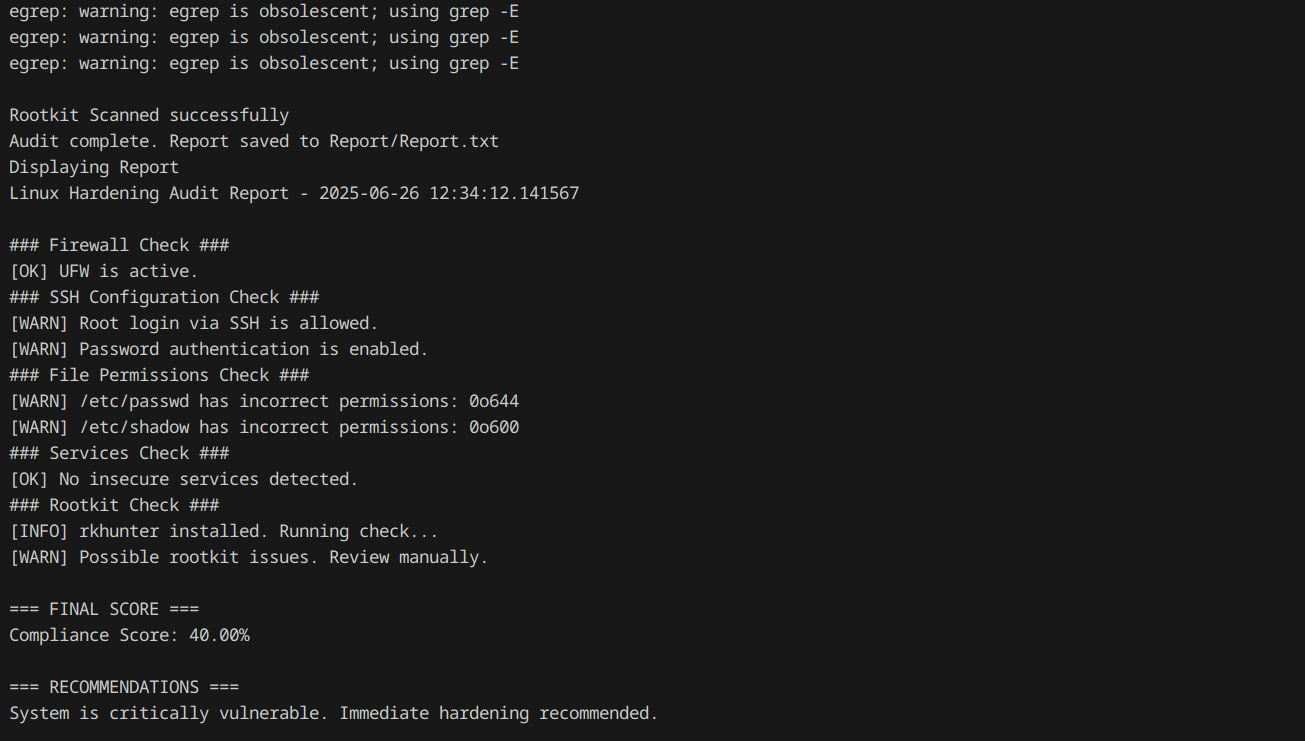 egrep: warning: egrep is obsolescent; using grep -E
egrep: warning: egrep is obsolescent; using grep -E
egrep: warning: egrep is obsolescent; using grep -E
Rootkit Scanned successfully
Audit complete. Report saved to Report/Report.txt
Displaying Report
Linux Hardening Audit Report - 2025-06-26 12:34:12.141567
### Firewall Check ###
[OK] UFW is active.
### SSH Configuration Check ###
[WARN] Root login via SSH is allowed.
[WARN] Password authentication is enabled.
### File Permissions Check ###
[WARN] /etc/passwd has incorrect permissions: 0o644
[WARN] /etc/shadow has incorrect permissions: 0o600
### Services Check ###
[OK] No insecure services detected.
### Rootkit Check ###
[INFO] rkhunter installed. Running check...
[WARN] Possible rootkit issues. Review manually.
=== FINAL SCORE ===
Compliance Score: 40.00%
=== RECOMMENDATIONS ===
System is critically vulnerable. Immediate hardening recommended.